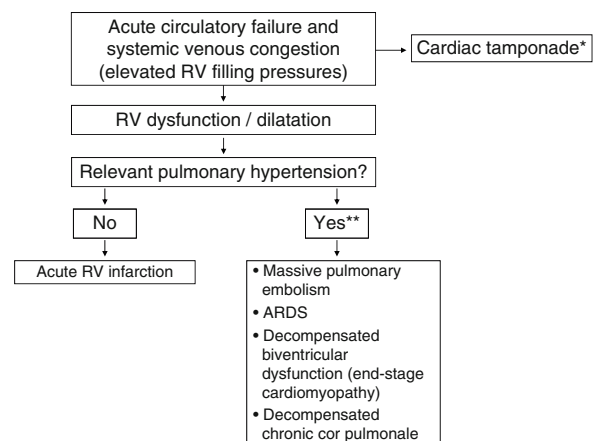 Acute circulatory failure and
systemic venous congestion
(elevated RV filling pressures)
Cardiac tamponade*
RV dysfunction / dilatation
Relevant pulmonary hypertension?
No
Yes**
Acute RV infarction
• Massive pulmonary
embolism
• ARDS
• Decompensated
biventricular
dysfunction (end-stage
cardiomyopathy)
• Decompensated
chronic cor pulmonale